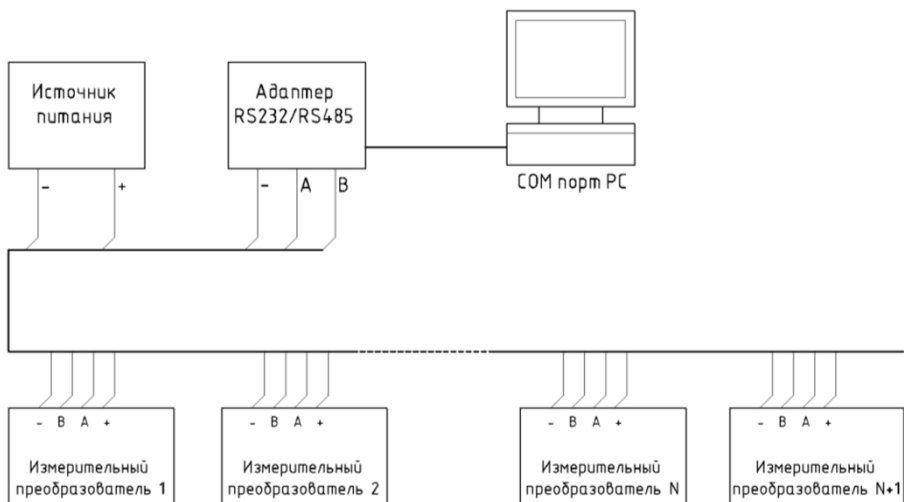 Источник
питания
Адаптер
RS232/RS485
- +
- A B
COM порт PC
- B A +
Измерительный
преобразователь 1
- B A +
Измерительный
преобразователь 2
- B A +
Измерительный
преобразователь N
- B A +
Измерительный
преобразователь N+1